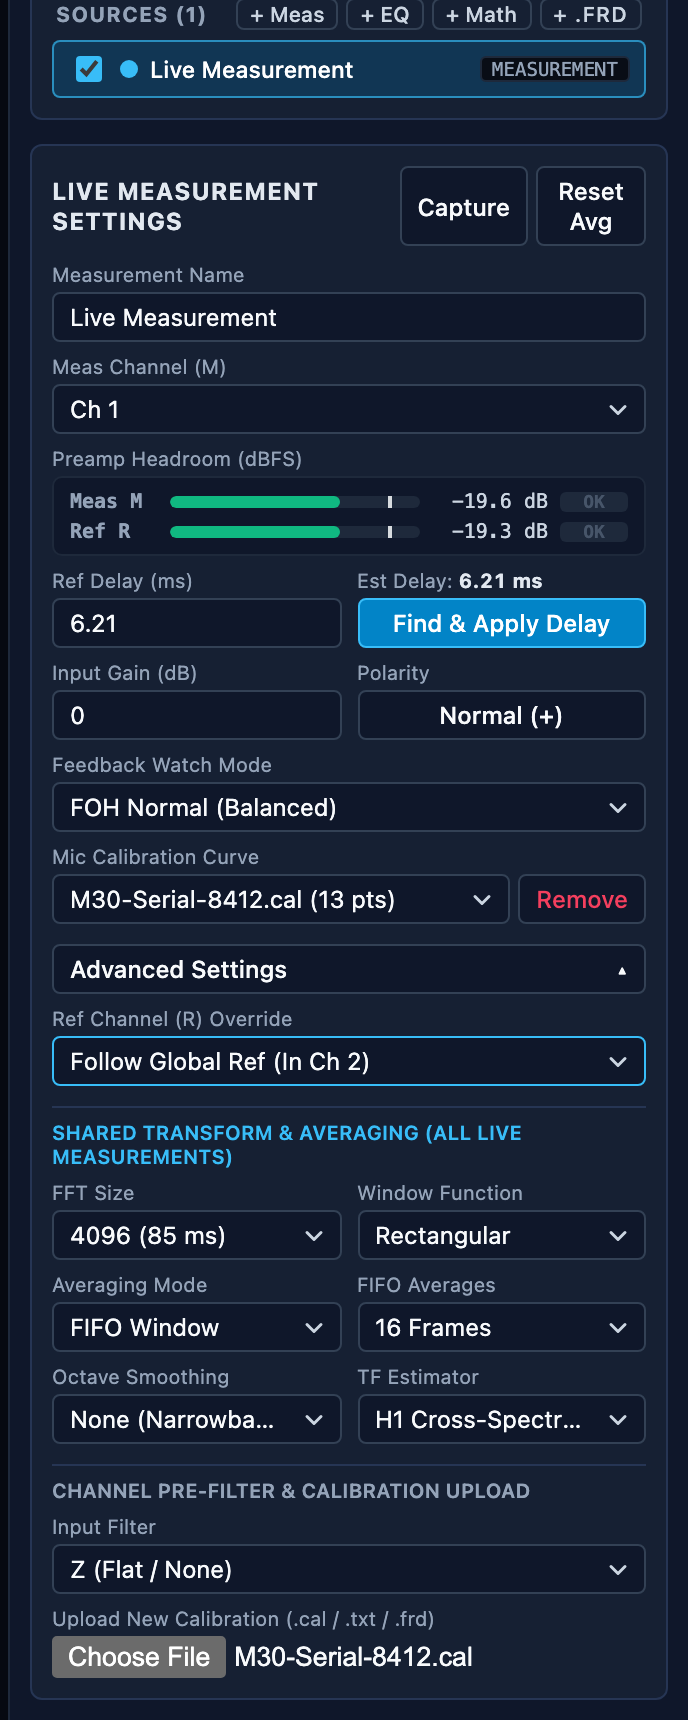 SOURCES (1) + Meas + EQ + Math + .FRD
Live Measurement MEASUREMENT
LIVE MEASUREMENT
SETTINGS
Capture
Reset
Avg
Measurement Name
Live Measurement
Meas Channel (M)
Ch 1
Preamp Headroom (dBFS)
Meas M −19.6 dB OK
Ref R −19.3 dB OK
Ref Delay (ms) Est Delay: 6.21 ms
6.21 Find & Apply Delay
Input Gain (dB) Polarity
0 Normal (+)
Feedback Watch Mode
FOH Normal (Balanced)
Mic Calibration Curve
M30-Serial-8412.cal (13 pts) Remove
Advanced Settings
Ref Channel (R) Override
Follow Global Ref (In Ch 2)
SHARED TRANSFORM & AVERAGING (ALL LIVE
MEASUREMENTS)
FFT Size Window Function
4096 (85 ms) Rectangular
Averaging Mode FIFO Averages
FIFO Window 16 Frames
Octave Smoothing TF Estimator
None (Narrowba... H1 Cross-Spectr...
CHANNEL PRE-FILTER & CALIBRATION UPLOAD
Input Filter
Z (Flat / None)
Upload New Calibration (.cal / .txt / .frd)
Choose File M30-Serial-8412.cal